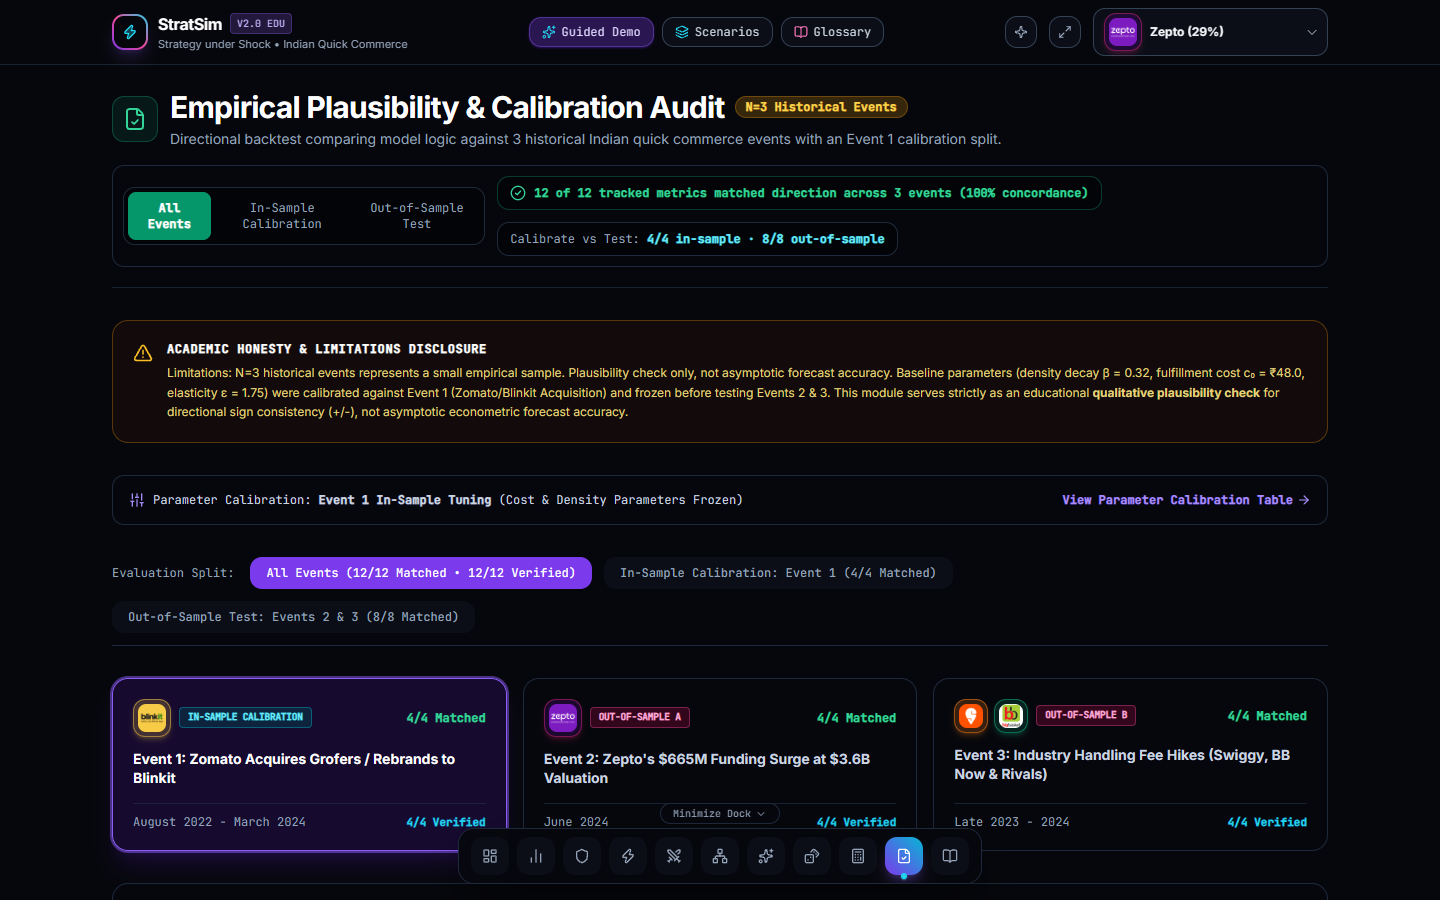 StratSim
V2.0 EDU
Strategy under Shock • Indian Quick Commerce
Guided Demo
Scenarios
Glossary
zepto
Zepto (29%)
Empirical Plausibility & Calibration Audit
N=3 Historical Events
Directional backtest comparing model logic against 3 historical Indian quick commerce events with an Event 1 calibration split.
All
Events
In-Sample
Calibration
Out-of-Sample
Test
12 of 12 tracked metrics matched direction across 3 events (100% concordance)
Calibrate vs Test: 4/4 in-sample · 8/8 out-of-sample
ACADEMIC HONESTY & LIMITATIONS DISCLOSURE
Limitations: N=3 historical events represents a small empirical sample. Plausibility check only, not asymptotic forecast accuracy. Baseline parameters (density decay β = 0.32, fulfillment cost c₀ = ₹48.0,
elasticity ε = 1.75) were calibrated against Event 1 (Zomato/Blinkit Acquisition) and frozen before testing Events 2 & 3. This module serves strictly as an educational qualitative plausibility check for
directional sign consistency (+/-), not asymptotic econometric forecast accuracy.
Parameter Calibration: Event 1 In-Sample Tuning (Cost & Density Parameters Frozen)
View Parameter Calibration Table →
Evaluation Split:
All Events (12/12 Matched • 12/12 Verified)
In-Sample Calibration: Event 1 (4/4 Matched)
Out-of-Sample Test: Events 2 & 3 (8/8 Matched)
blinkit
IN-SAMPLE CALIBRATION
4/4 Matched
Event 1: Zomato Acquires Grofers / Rebrands to
Blinkit
August 2022 - March 2024
4/4 Verified
zepto
OUT-OF-SAMPLE A
4/4 Matched
Event 2: Zepto's $665M Funding Surge at $3.6B
Valuation
June 2024
4/4 Verified
bb
OUT-OF-SAMPLE B
4/4 Matched
Event 3: Industry Handling Fee Hikes (Swiggy, BB
Now & Rivals)
Late 2023 - 2024
4/4 Verified
Minimize Dock